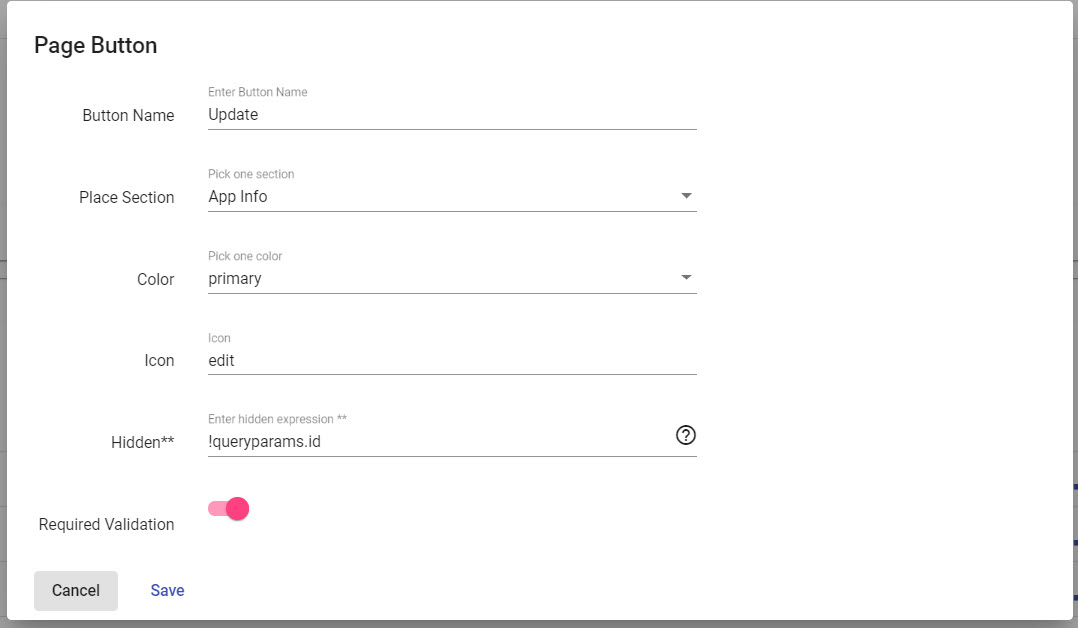 Page Button
Enter Button Name
Button Name
Update
Pick one section
Place Section
App Info
Pick one color
Color
primary
Icon
Icon
edit
Enter hidden expression **
Hidden**
!queryparams.id
?
Required Validation
Cancel Save